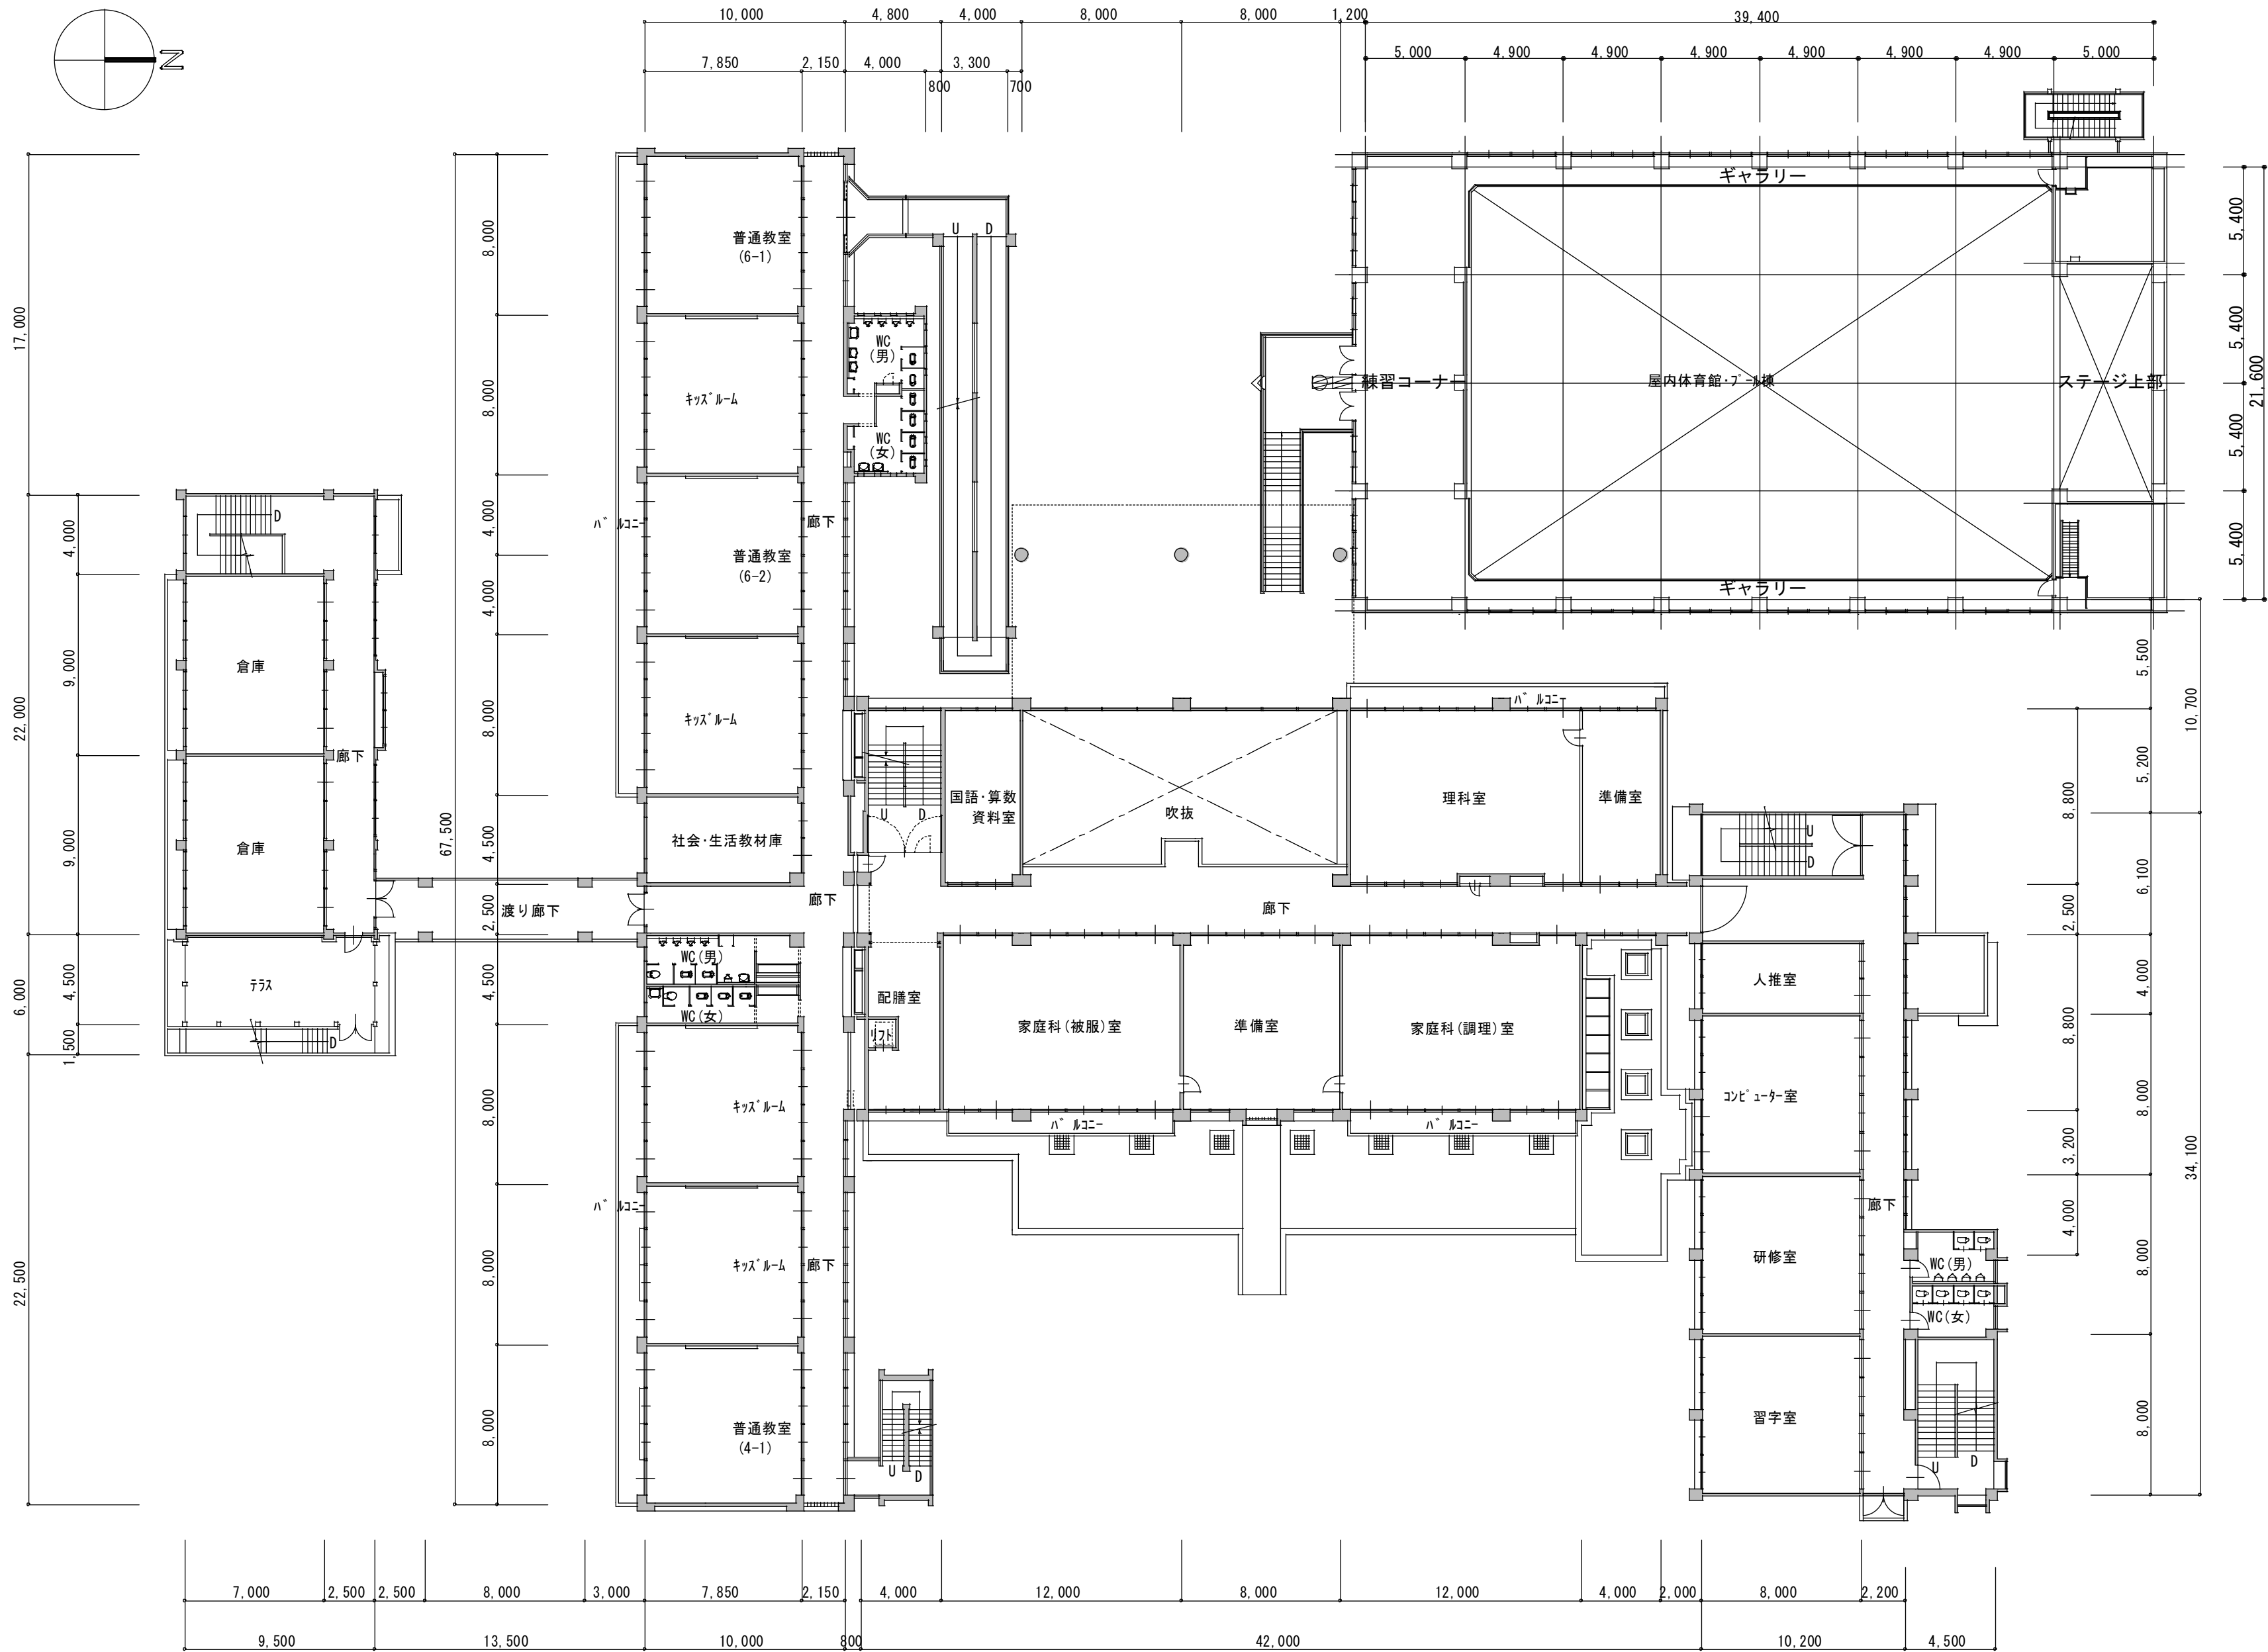 10,000
4,800
4,000
8,000
8,000
1,200
39,400
7,850
2,150
4,000
3,300
800
700
5,000
4,900
4,900
4,900
4,900
4,900
4,900
5,000
N
ギャラリー
普通教室
(6-1)
U
D
WC
(男)
キッズルーム
WC
(女)
練習コーナー
屋内体育館・プール棟
ステージ上部
ギャラリー
5,400
5,400
5,400
5,400
21,600
17,000
22,000
6,000
22,500
4,000
9,000
9,000
4,500
1,500
67,500
8,000
8,000
4,000
4,000
8,000
4,500
2,500
4,500
8,000
8,000
8,000
D
バルコニー
廊下
普通教室
(6-2)
倉庫
キッズルーム
廊下
倉庫
社会・生活教材庫
U
D
国語・算数
資料室
吹抜
バルコニー
理科室
準備室
U
D
渡り廊下
廊下
廊下
テラス
D
WC(男)
WC(女)
配膳室
リフト
家庭科(被服)室
準備室
家庭科(調理)室
人推室
コンピューター室
キッズルーム
バルコニー
バルコニー
バルコニー
キッズルーム
廊下
廊下
研修室
WC(男)
WC(女)
普通教室
(4-1)
U
D
習字室
U
D
5,500
5,200
6,100
4,000
8,000
8,000
8,000
8,800
2,500
8,800
3,200
4,000
10,700
34,100
7,000
2,500
2,500
8,000
3,000
7,850
2,150
4,000
12,000
8,000
12,000
4,000
2,000
8,000
2,200
9,500
13,500
10,000
800
42,000
10,200
4,500